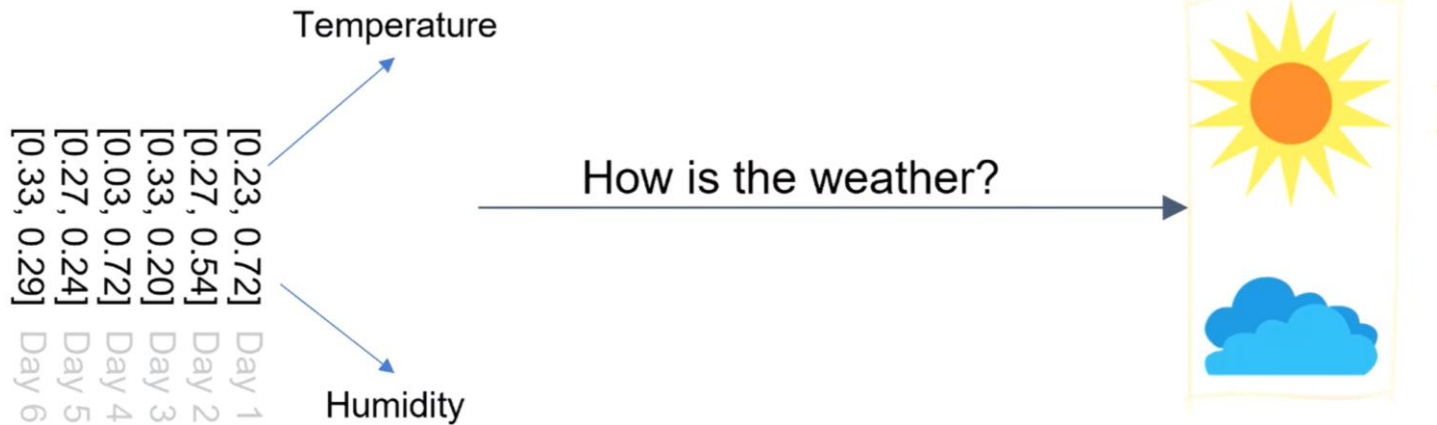 Temperature
[0.23, 0.72] Day 1
[0.27, 0.54] Day 2
[0.33, 0.20] Day 3
[0.03, 0.72] Day 4
[0.27, 0.24] Day 5
[0.33, 0.29] Day 6
How is the weather?
Humidity